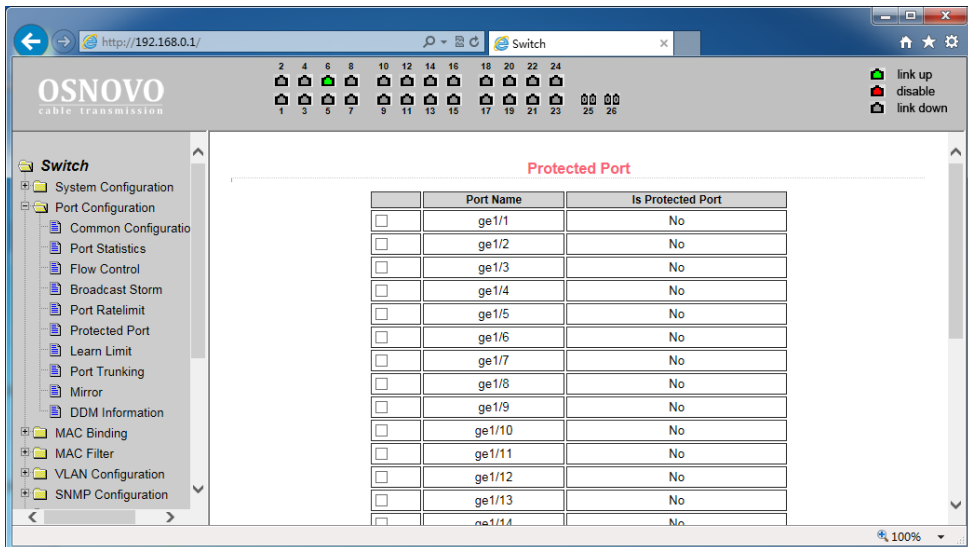 http://192.168.0.1/
Switch
OSNOVO
cable transmission
2 4 6 8 10 12 14 16 18 20 22 24
1 3 5 7 9 11 13 15 17 19 21 23 25 26
link up
disable
link down
Switch
System Configuration
Port Configuration
Common Configuratio
Port Statistics
Flow Control
Broadcast Storm
Port Ratelimit
Protected Port
Learn Limit
Port Trunking
Mirror
DDM Information
MAC Binding
MAC Filter
VLAN Configuration
SNMP Configuration
Protected Port
Port Name Is Protected Port
ge1/1 No
ge1/2 No
ge1/3 No
ge1/4 No
ge1/5 No
ge1/6 No
ge1/7 No
ge1/8 No
ge1/9 No
ge1/10 No
ge1/11 No
ge1/12 No
ge1/13 No
ge1/14 No
100%